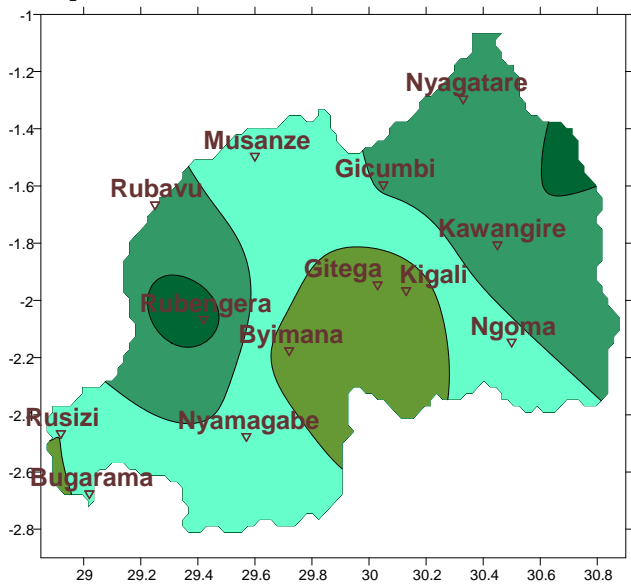 -1
-1.2
-1.4
-1.6
-1.8
-2
-2.2
-2.4
-2.6
-2.8
Nyagatare
Musanze
Gicumbi
Rubavu
Kawangire
Gitega
Kigali
Rubengera
Byimana
Ngoma
Rusizi
Nyamagabe
Bugarama
29 29.2 29.4 29.6 29.8 30 30.2 30.4 30.6 30.8